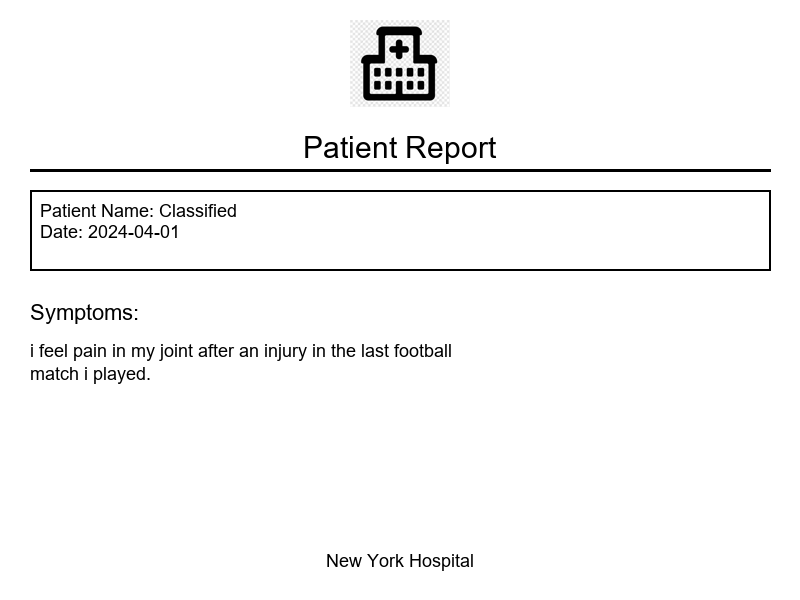 Patient Report
Patient Name: Classified
Date: 2024-04-01
Symptoms:
i feel pain in my joint after an injury in the last football
match i played.
New York Hospital